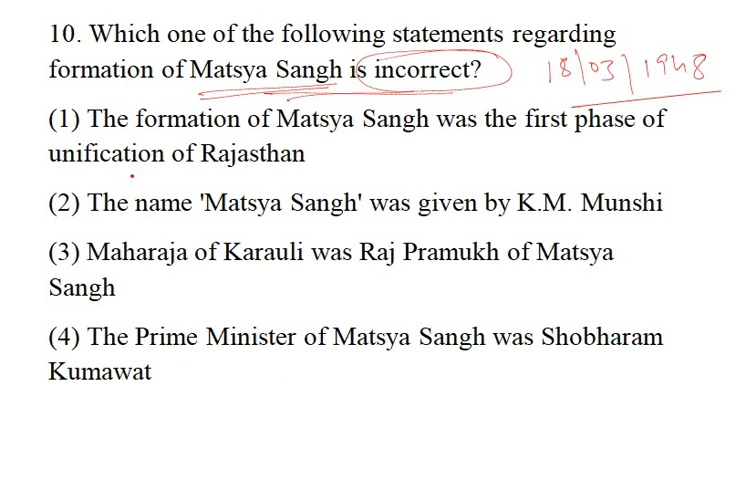 10. Which one of the following statements regarding
formation of Matsya Sangh is incorrect? 18/03/1948
(1) The formation of Matsya Sangh was the first phase of
unification of Rajasthan
(2) The name 'Matsya Sangh' was given by K.M. Munshi
(3) Maharaja of Karauli was Raj Pramukh of Matsya
Sangh
(4) The Prime Minister of Matsya Sangh was Shobharam
Kumawat